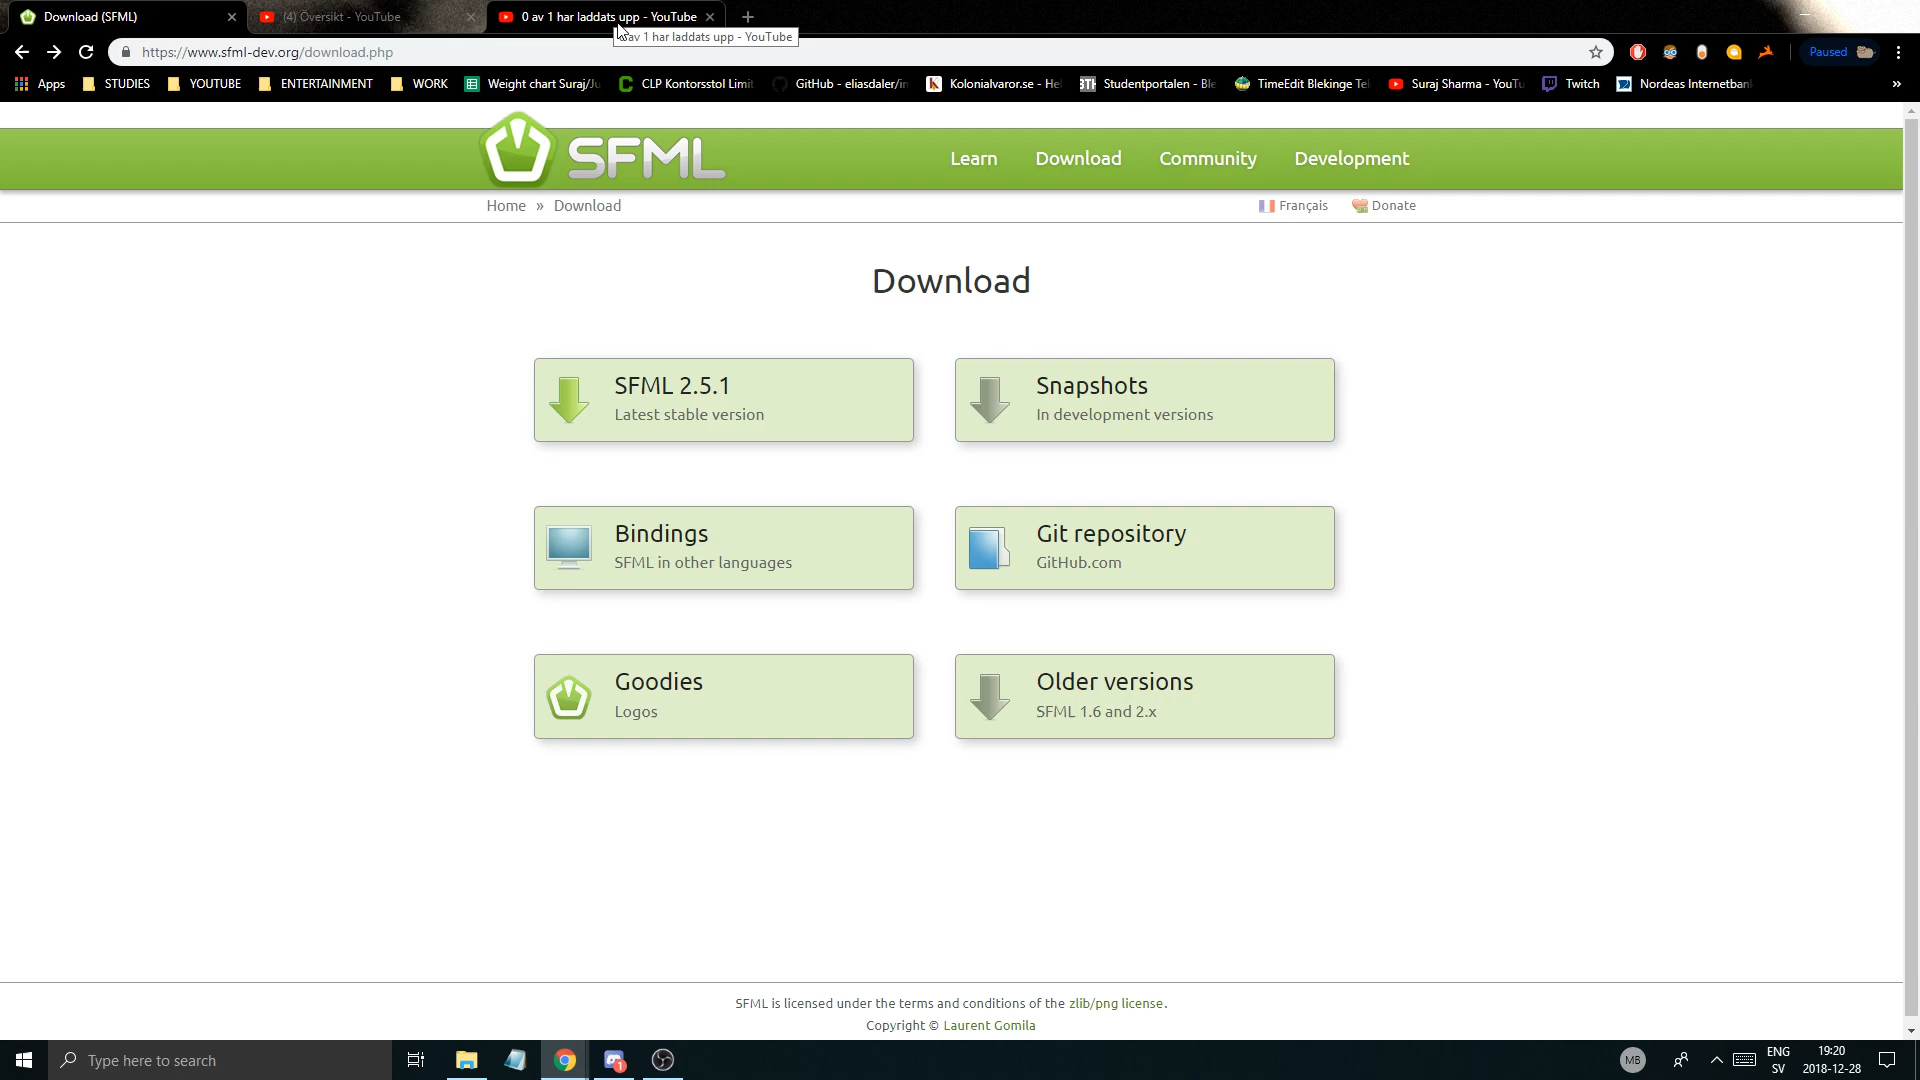 Download (SFML)
(4) Översikt - YouTube
0 av 1 har laddats upp - YouTube
av 1 har laddats upp - YouTube
https://www.sfml-dev.org/download.php
Paused
Apps
STUDIES
YOUTUBE
ENTERTAINMENT
WORK
Weight chart Suraj/Ju
CLP Kontorsstol Limit
GitHub - eliasdaler/in
Kolonialvaror.se - Hel
BTH
Studentportalen - Ble
TimeEdit Blekinge Tek
Suraj Sharma - YouTu
Twitch
Nordeas Internetbank
»
SFML
Learn
Download
Community
Development
Home » Download
Français
Donate
Download
SFML 2.5.1
Latest stable version
Snapshots
In development versions
Bindings
SFML in other languages
Git repository
GitHub.com
Goodies
Logos
Older versions
SFML 1.6 and 2.x
SFML is licensed under the terms and conditions of the zlib/png license.
Copyright © Laurent Gomila
Type here to search
1
MB
ENG
SV
19:20
2018-12-28